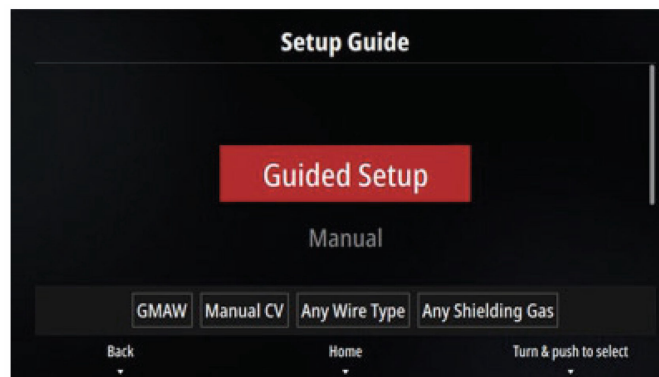 Setup Guide
Guided Setup
Manual
GMAW Manual CV Any Wire Type Any Shielding Gas
Back Home Turn & push to select